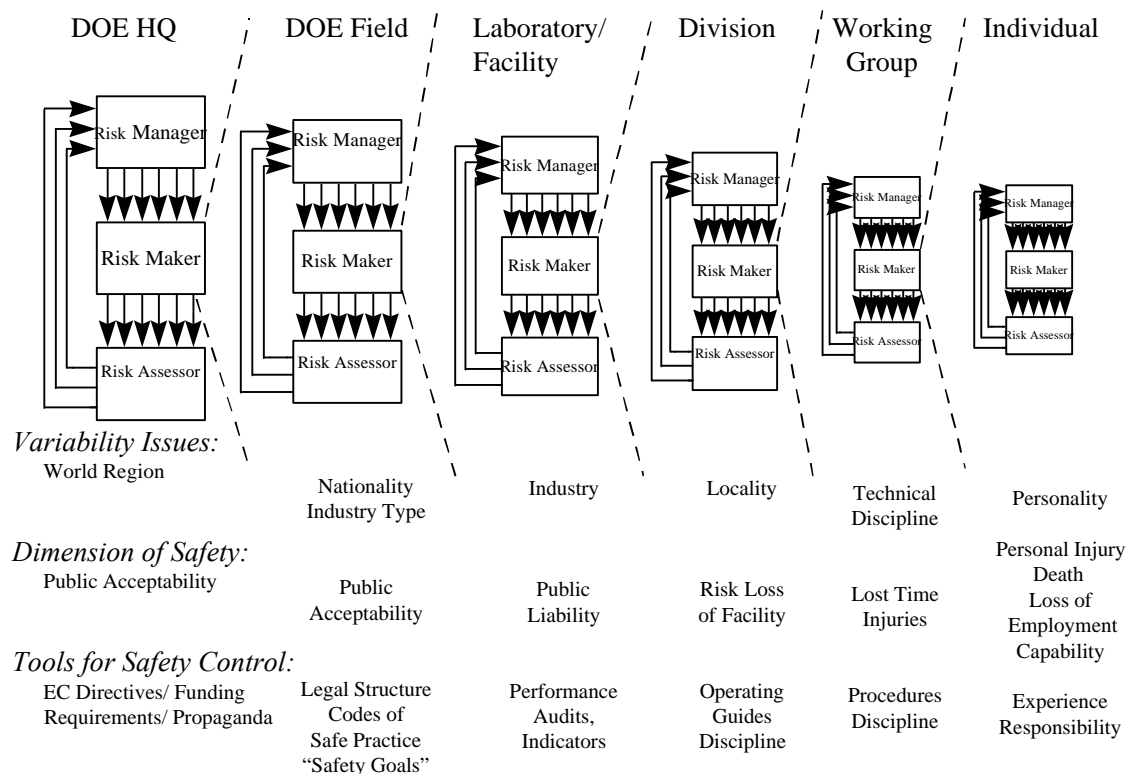 DOE HQ
DOE Field
Laboratory/
Facility
Division
Working
Group
Individual
Risk Manager
Risk Maker
Risk Assessor
Risk Manager
Risk Maker
Risk Assessor
Risk Manager
Risk Maker
Risk Assessor
Risk Manager
Risk Maker
Risk Assessor
Risk Manager
Risk Maker
Risk Assessor
Risk Manager
Risk Maker
Risk Assessor
Variability Issues:
World Region
Nationality
Industry Type
Industry
Locality
Technical
Discipline
Personality
Dimension of Safety:
Public Acceptability
Public
Acceptability
Public
Liability
Risk Loss
of Facility
Lost Time
Injuries
Personal Injury
Death
Loss of
Employment
Capability
Tools for Safety Control:
EC Directives/ Funding
Requirements/ Propaganda
Legal Structure
Codes of
Safe Practice
“Safety Goals”
Performance
Audits,
Indicators
Operating
Guides
Discipline
Procedures
Discipline
Experience
Responsibility